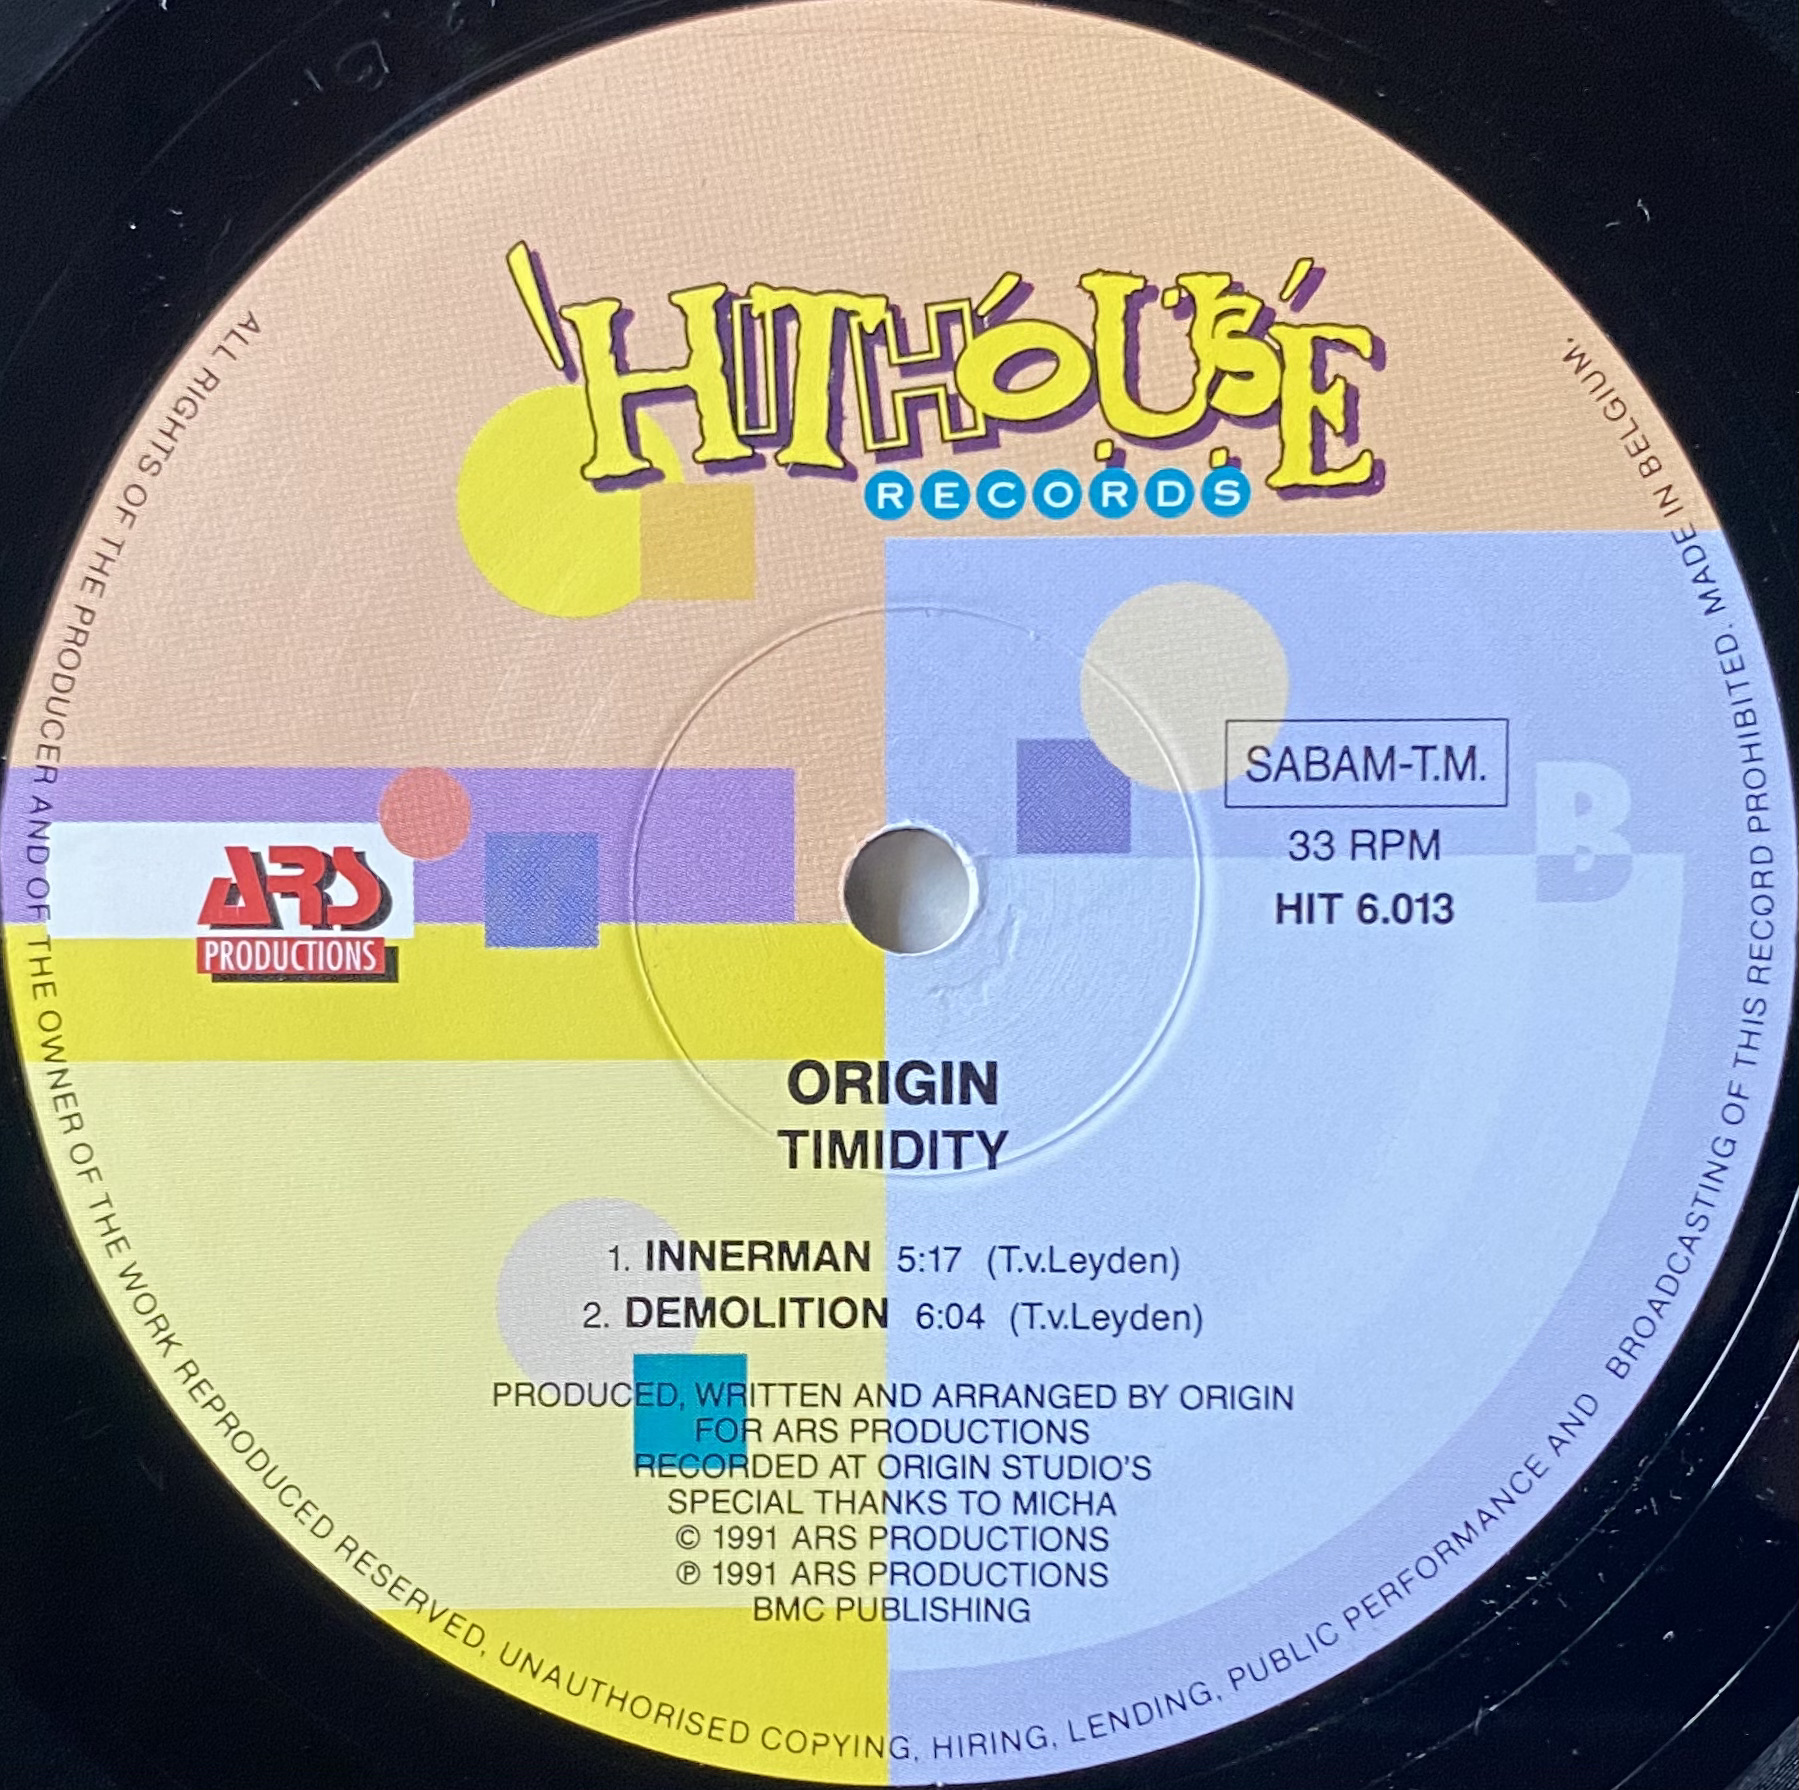 'HITHOUSE
RECORDS
SABAM-T.M.
33 RPM
HIT 6.013
B
ARS
PRODUCTIONS
ORIGIN
TIMIDITY
1. INNERMAN 5:17 (T.v.Leyden)
2. DEMOLITION 6:04 (T.v.Leyden)
PRODUCED, WRITTEN AND ARRANGED BY ORIGIN
FOR ARS PRODUCTIONS
RECORDED AT ORIGIN STUDIO'S
SPECIAL THANKS TO MICHA
© 1991 ARS PRODUCTIONS
℗ 1991 ARS PRODUCTIONS
BMC PUBLISHING
ALL RIGHTS OF THE PRODUCER AND OF THE OWNER OF THE WORK REPRODUCED RESERVED. UNAUTHORISED COPYING, HIRING, LENDING, PUBLIC PERFORMANCE AND BROADCASTING OF THIS RECORD PROHIBITED. MADE IN BELGIUM.